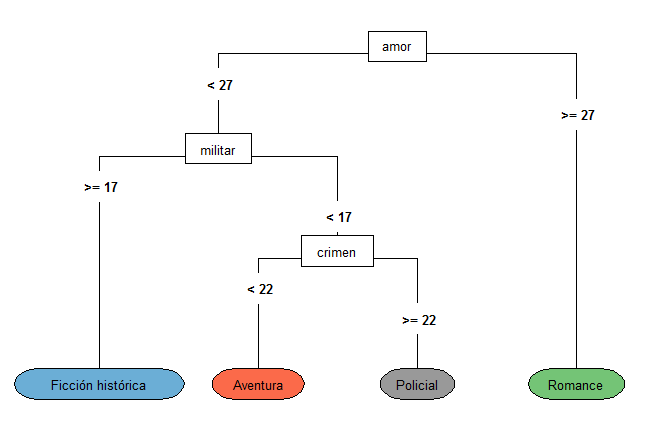 amor
< 27
>= 27
militar
>= 17
< 17
crimen
< 22
>= 22
Ficción histórica
Aventura
Policial
Romance